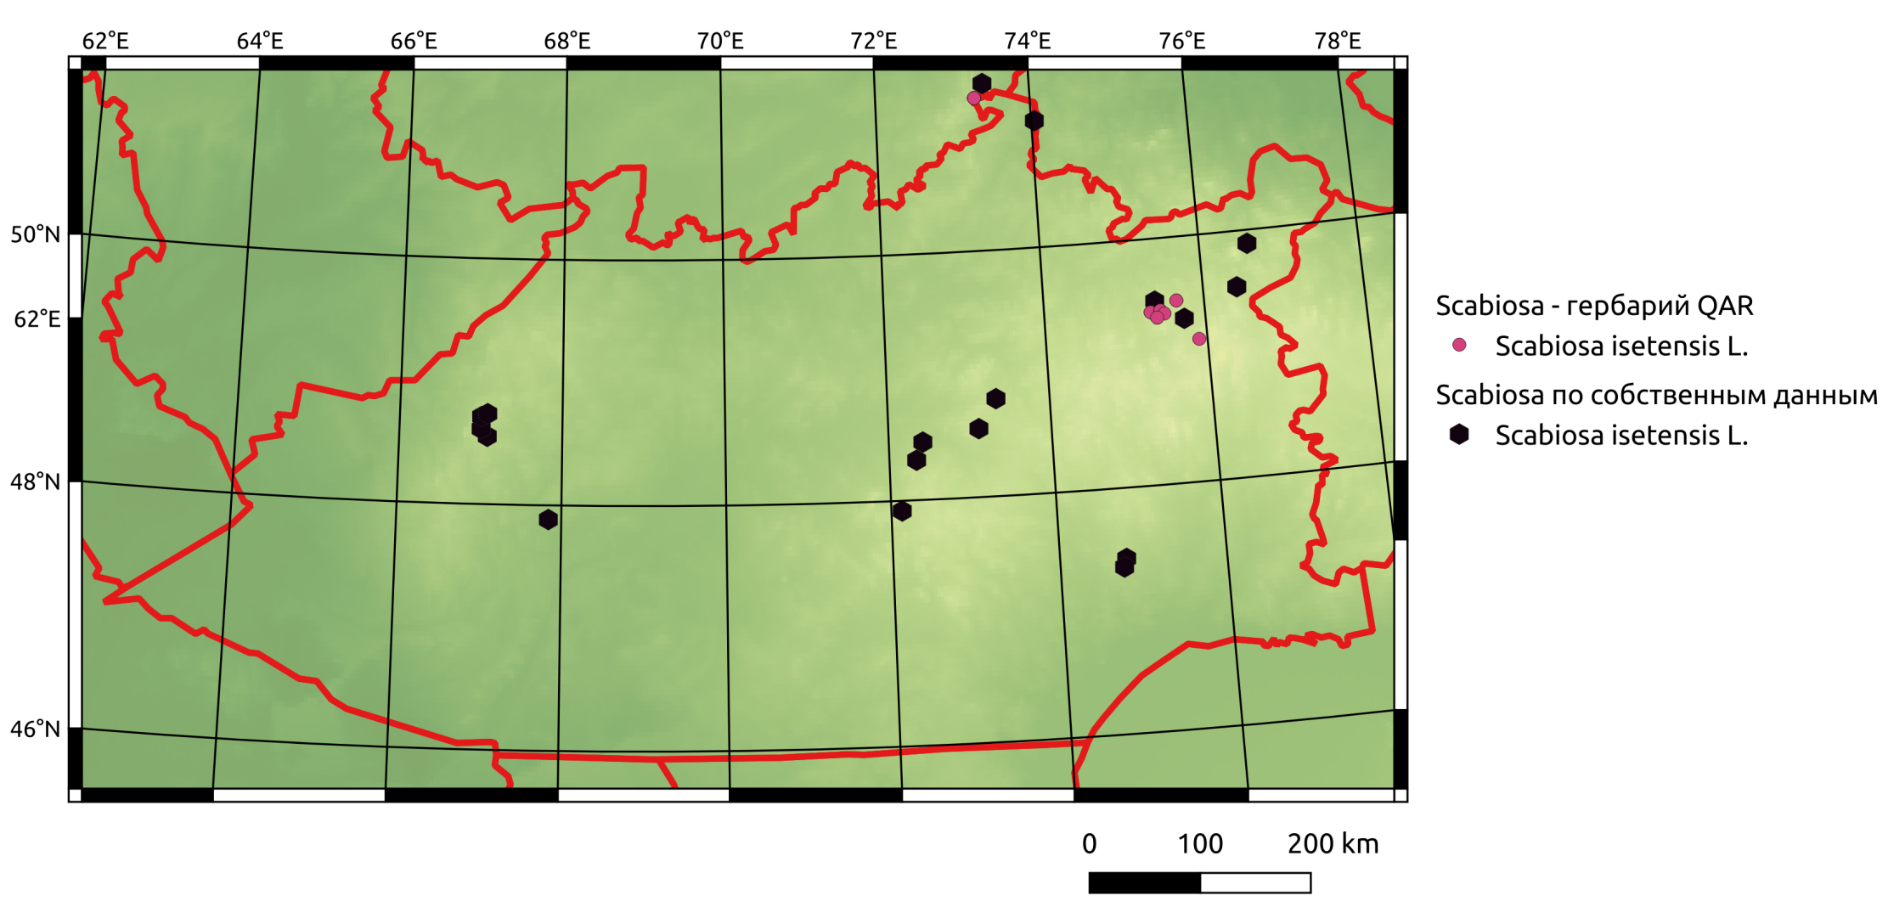 62°E 64°E 66°E 68°E 70°E 72°E 74°E 76°E 78°E
50°N
62°E
48°N
46°N
Scabiosa - гербарий QAR
Scabiosa isetensis L.
Scabiosa по собственным данным
Scabiosa isetensis L.
0 100 200 km